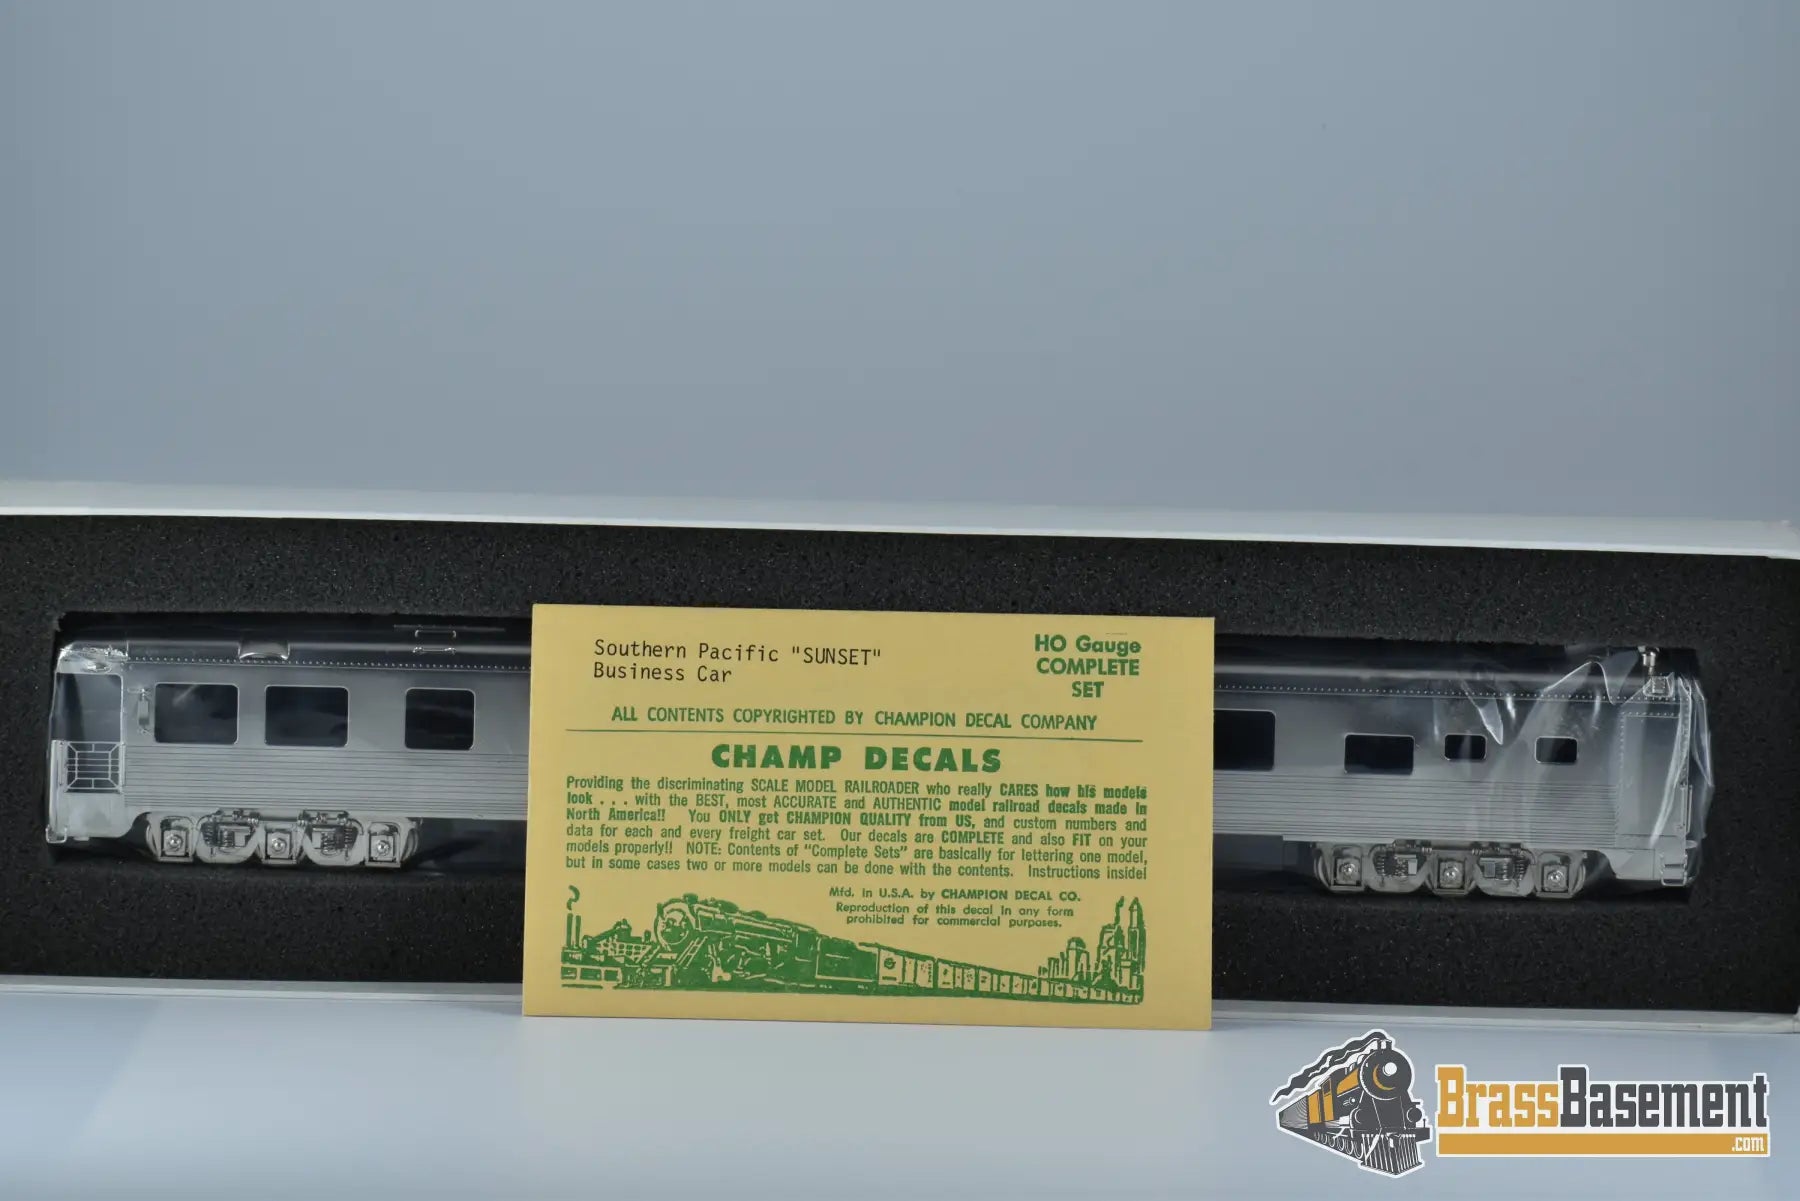 Southern Pacific "SUNSET"
Business Car
HO Gauge
COMPLETE
SET
ALL CONTENTS COPYRIGHTED BY CHAMPION DECAL COMPANY
CHAMP DECALS
Providing the discriminating SCALE MODEL RAILROADER who really CARES how his models
look . . . with the BEST, most ACCURATE and AUTHENTIC model railroad decals made in
North America!! You ONLY get CHAMPION QUALITY from US, and custom numbers and
data for each and every freight car set. Our decals are COMPLETE and also FIT on your
models properly!! NOTE: Contents of "Complete Sets" are basically for lettering one model,
but in some cases two or more models can be done with the contents. Instructions inside!
Mfd. in U.S.A. by CHAMPION DECAL CO.
Reproduction of this decal in any form
prohibited for commercial purposes.
BrassBasement
.com